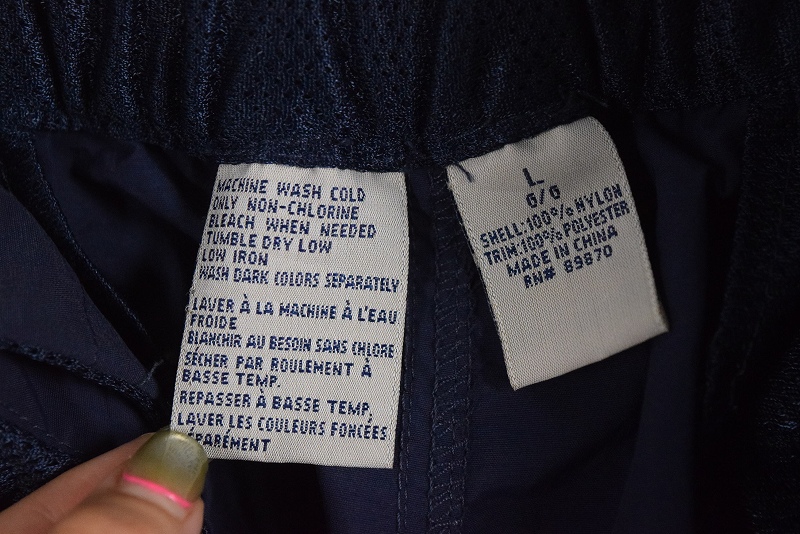 MACHINE WASH COLD
ONLY NON-CHLORINE
BLEACH WHEN NEEDED
TUMBLE DRY LOW
LOW IRON
WASH DARK COLORS SEPARATELY
LAVER À LA MACHINE À L'EAU
FROIDE
BLANCHIR AU BESOIN SANS CHLORE
SÈCHER PAR ROULEMENT À
BASSE TEMP.
REPASSER À BASSE TEMP.
LAVER LES COULEURS FONCÉES
SÉPARÉMENT
L
G/G
SHELL:100% NYLON
TRIM:100% POLYESTER
MADE IN CHINA
RN# 89870